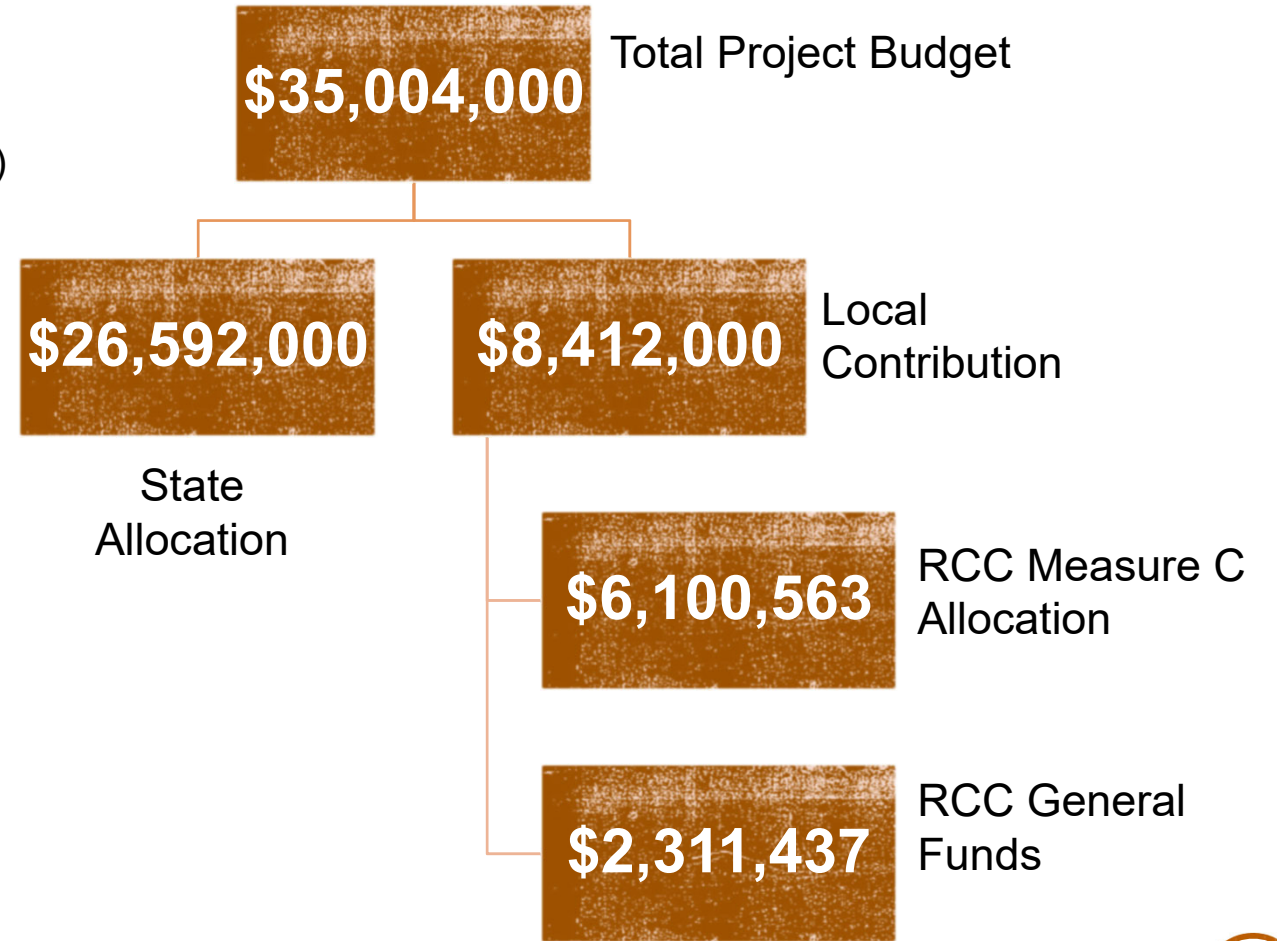 Total Project Budget
$35,004,000
)
$26,592,000
$8,412,000
Local
Contribution
State
Allocation
$6,100,563
RCC Measure C
Allocation
$2,311,437
RCC General
Funds